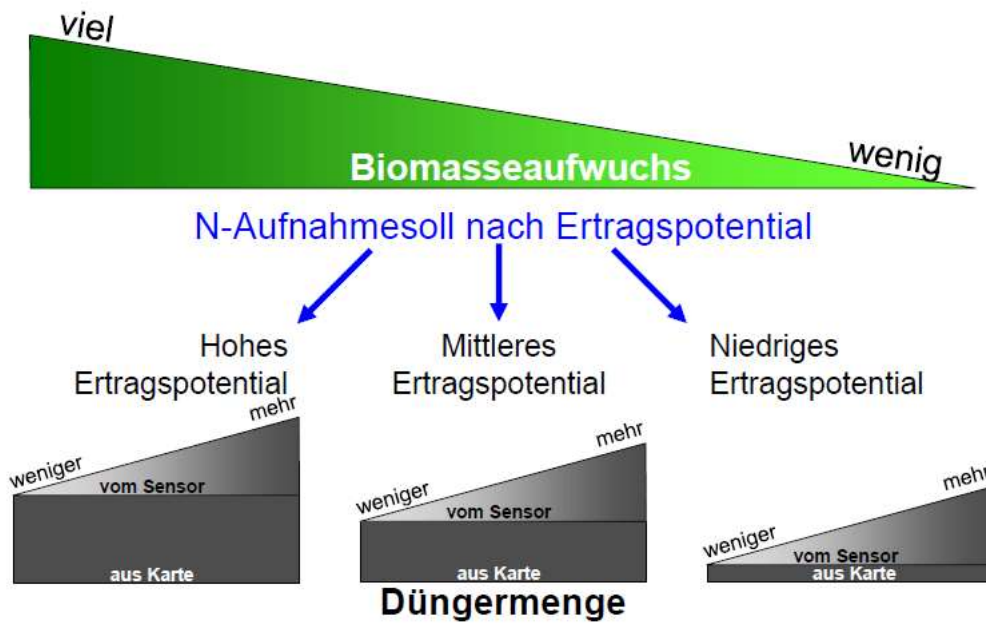 viel
wenig
Biomasseaufwuchs
N-Aufnahmesoll nach Ertragspotential
Hohes
Ertragspotential
Mittleres
Ertragspotential
Niedriges
Ertragspotential
weniger
mehr
vom Sensor
aus Karte
weniger
mehr
vom Sensor
aus Karte
weniger
mehr
vom Sensor
aus Karte
Düngermenge